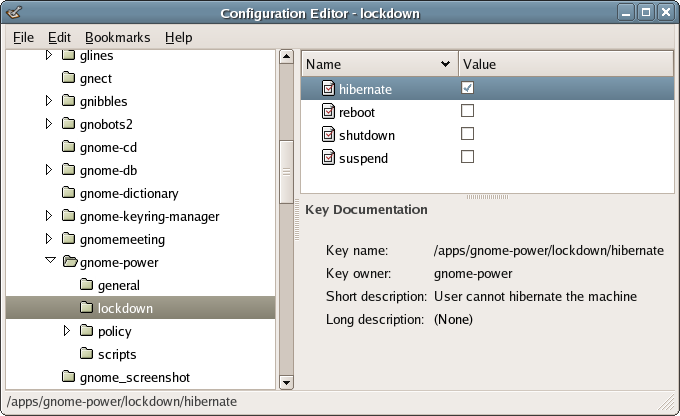 Configuration Editor - lockdown
File Edit Bookmarks Help
glines
gnect
gnibbles
gnobots2
gnome-cd
gnome-db
gnome-dictionary
gnome-keyring-manager
gnomemeeting
gnome-power
general
lockdown
policy
scripts
gnome_screenshot
Name Value
hibernate
reboot
shutdown
suspend
Key Documentation
Key name: /apps/gnome-power/lockdown/hibernate
Key owner: gnome-power
Short description: User cannot hibernate the machine
Long description: (None)
/apps/gnome-power/lockdown/hibernate